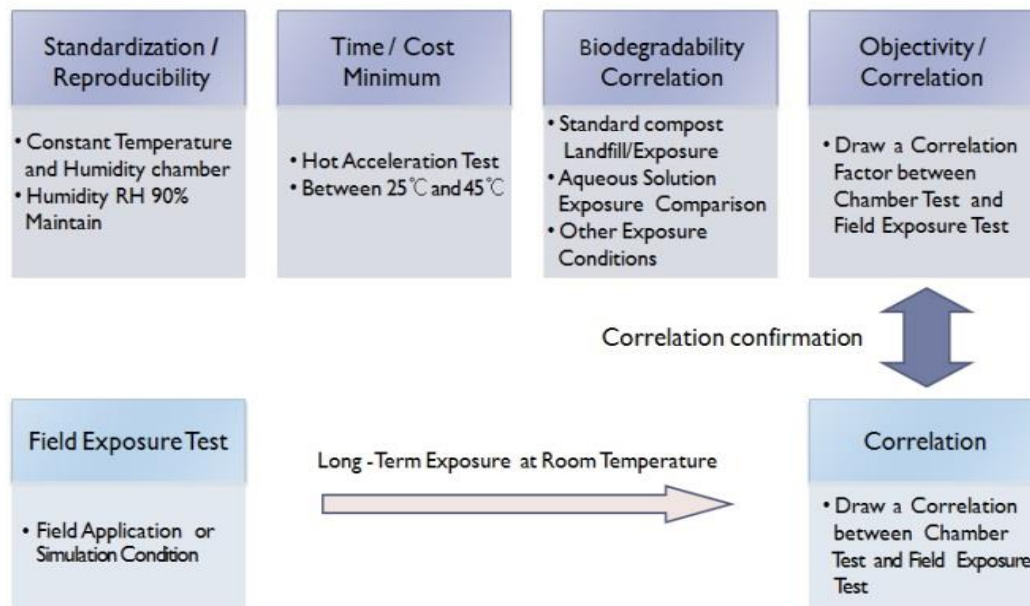 Standardization /
Reproducibility
• Constant Temperature
and Humidity chamber
• Humidity RH 90%
Maintain
Time / Cost
Minimum
• Hot Acceleration Test
• Between 25℃ and 45℃
Biodegradability
Correlation
• Standard compost
Landfill/Exposure
• Aqueous Solution
Exposure Comparison
• Other Exposure
Conditions
Objectivity /
Correlation
• Draw a Correlation
Factor between
Chamber Test and
Field Exposure Test
Correlation confirmation
Field Exposure Test
• Field Application or
Simulation Condition
Long -Term Exposure at Room Temperature
Correlation
• Draw a Correlation
between Chamber
Test and Field Exposure
Test